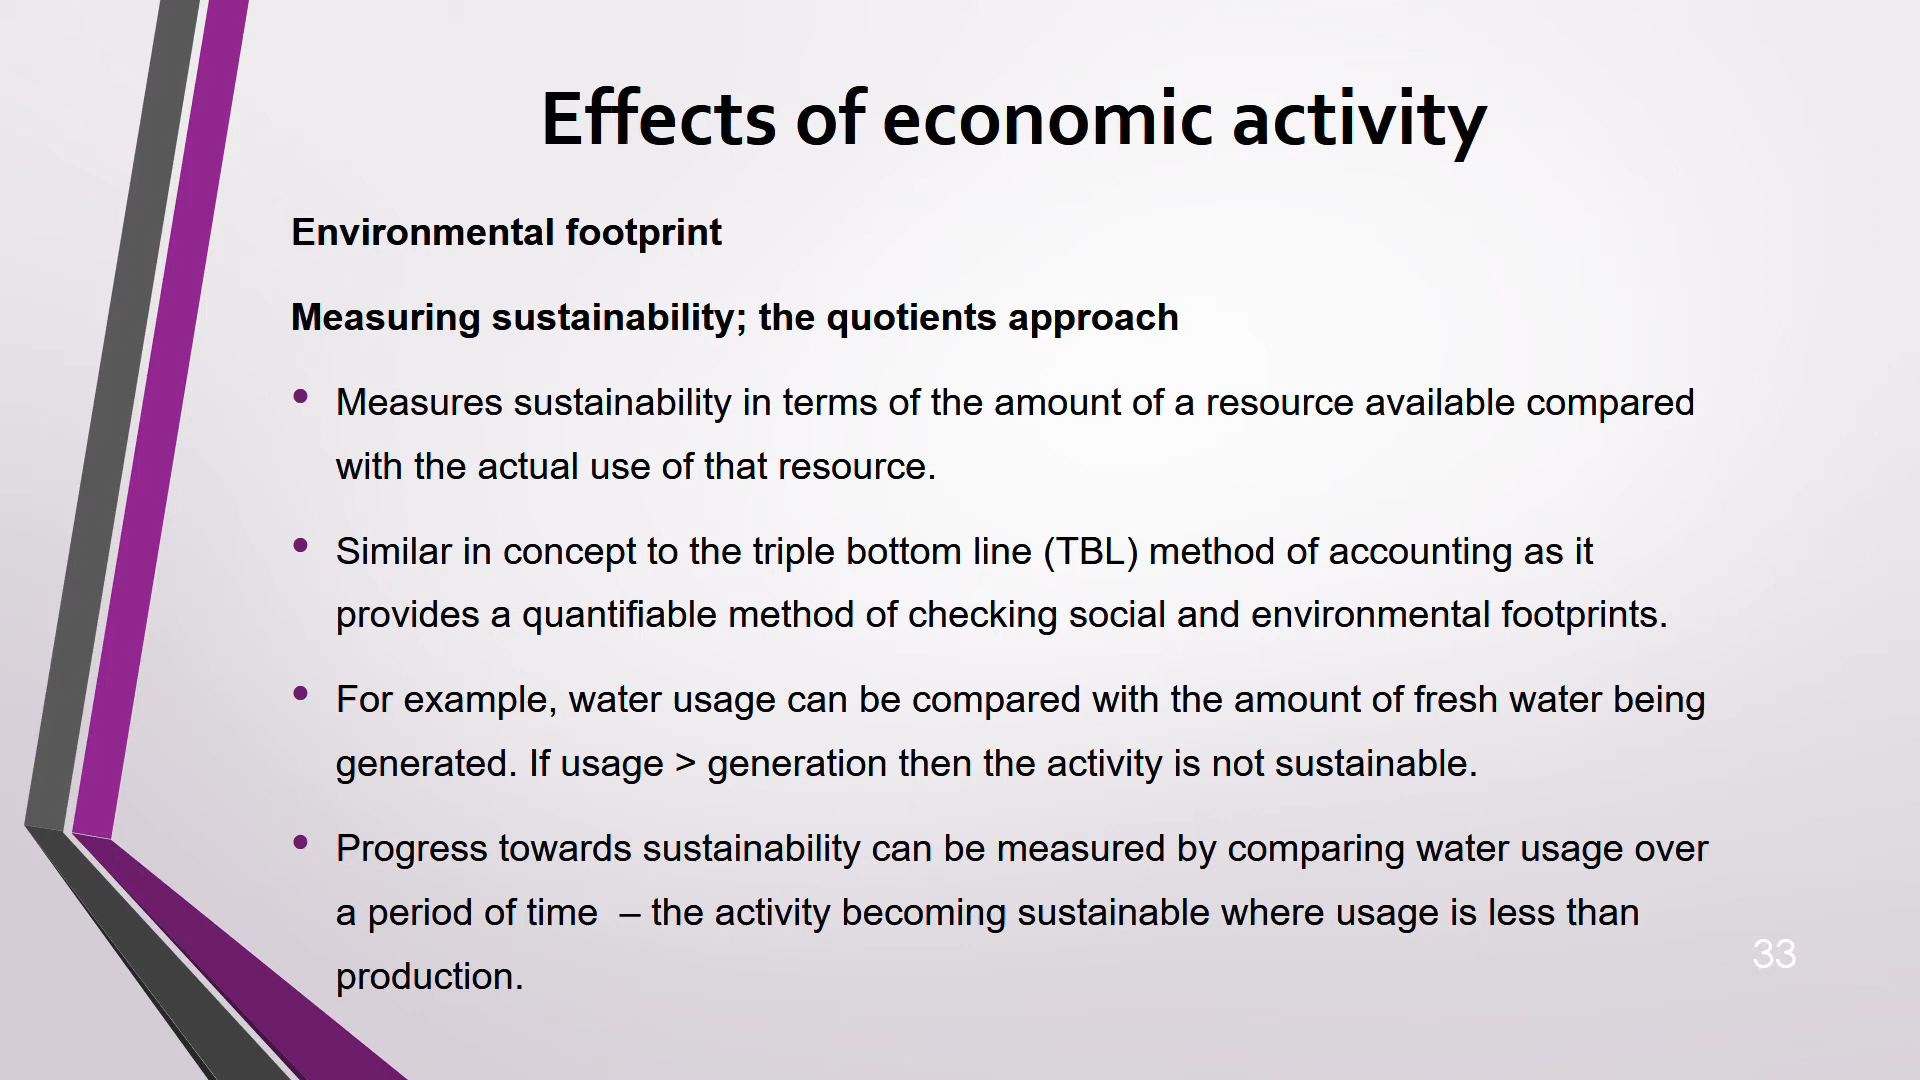 Effects of economic activity
Environmental footprint
Measuring sustainability; the quotients approach
• Measures sustainability in terms of the amount of a resource available compared
with the actual use of that resource.
• Similar in concept to the triple bottom line (TBL) method of accounting as it
provides a quantifiable method of checking social and environmental footprints.
• For example, water usage can be compared with the amount of fresh water being
generated. If usage > generation then the activity is not sustainable.
• Progress towards sustainability can be measured by comparing water usage over
a period of time  – the activity becoming sustainable where usage is less than
production.
33